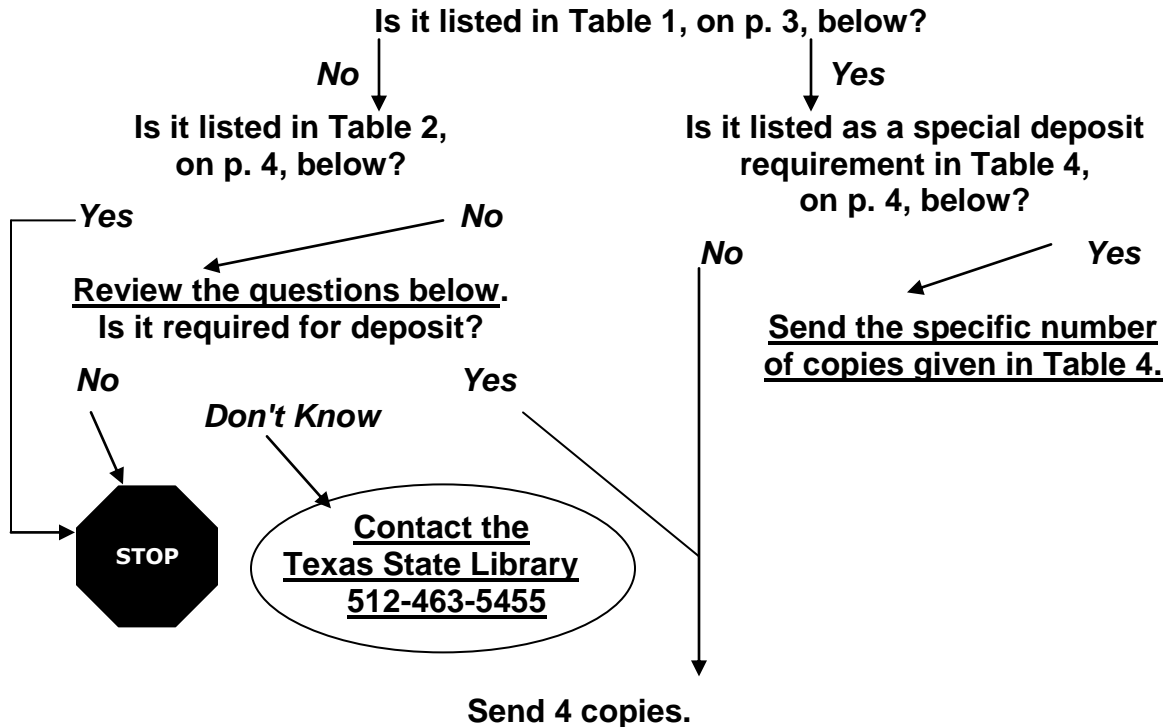 Is it listed in Table 1, on p. 3, below?
No
Yes
Is it listed in Table 2,
on p. 4, below?
Is it listed as a special deposit
requirement in Table 4,
on p. 4, below?
Yes
No
No
Yes
Review the questions below.
Is it required for deposit?
Send the specific number
of copies given in Table 4.
No
Don't Know
Yes
STOP
Contact the
Texas State Library
512-463-5455
Send 4 copies.